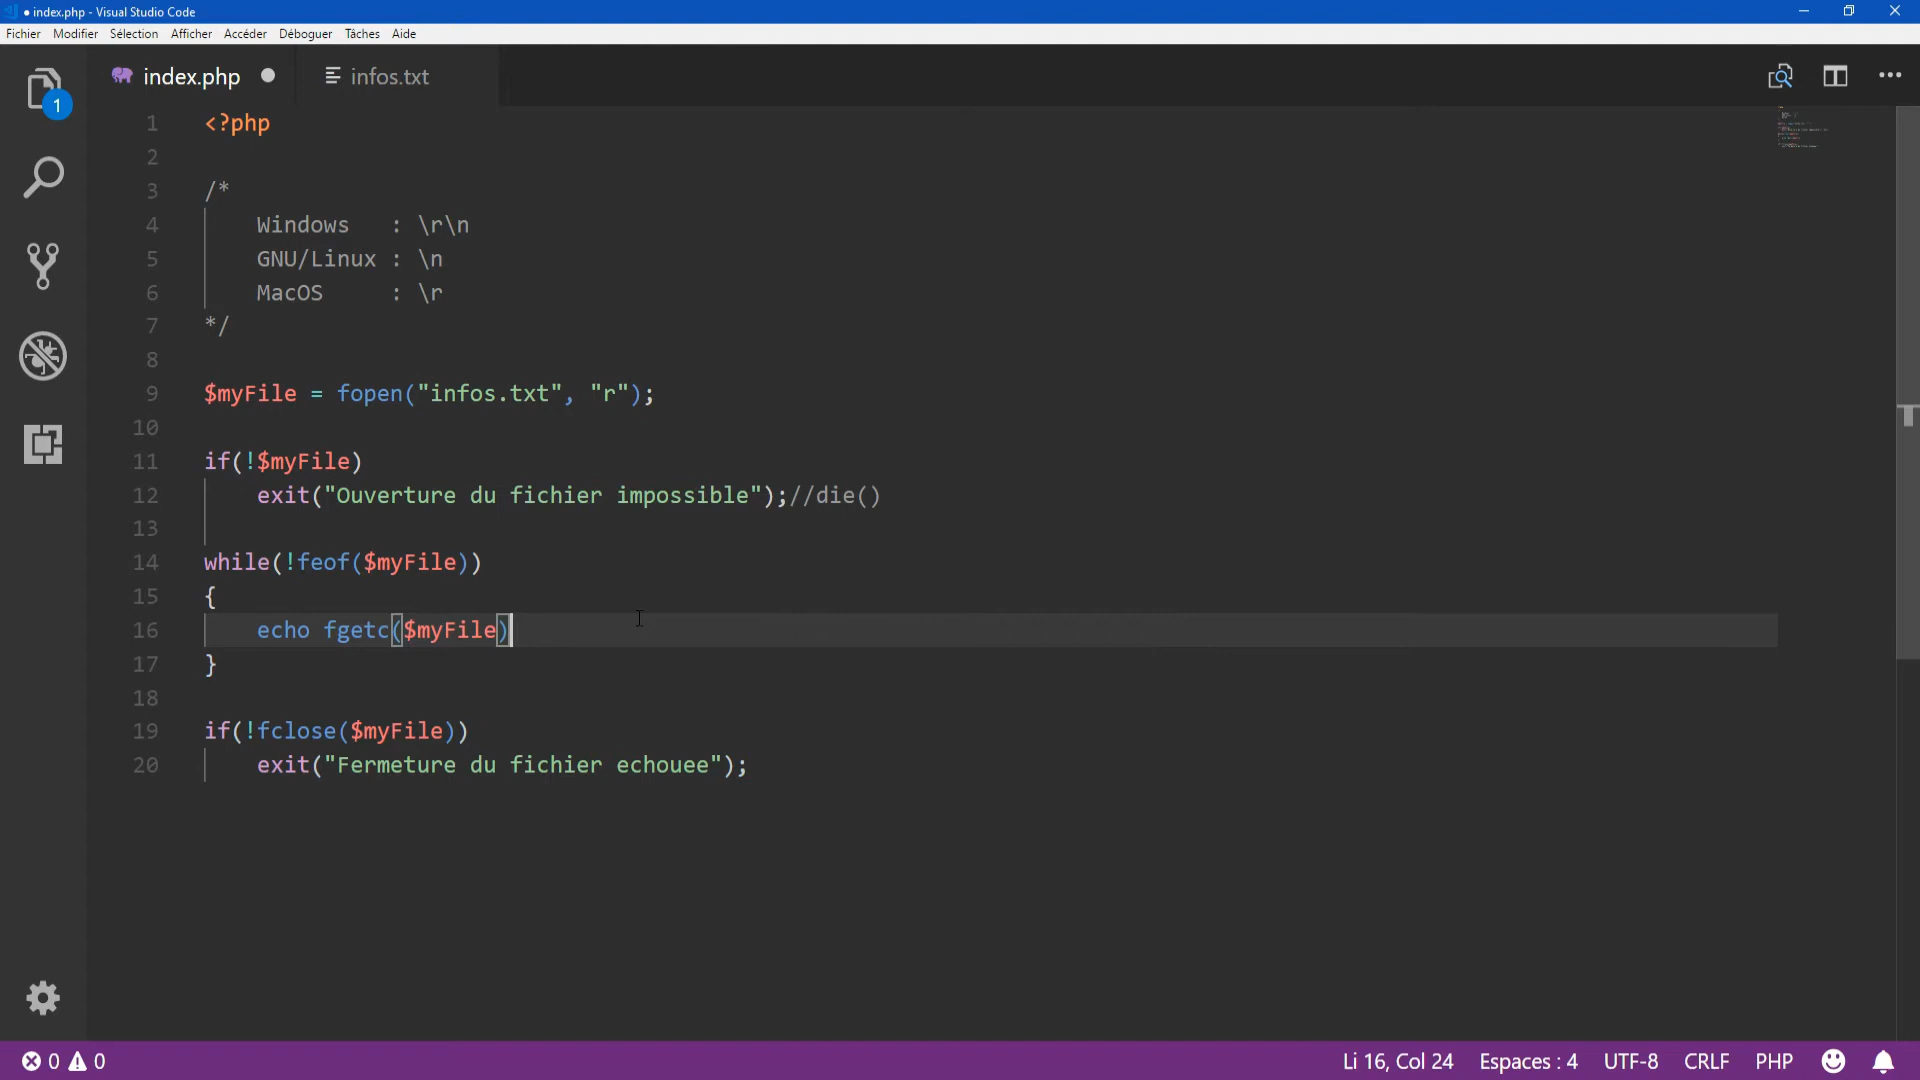 ● index.php - Visual Studio Code
Fichier Modifier Sélection Afficher Accéder Déboguer Tâches Aide
index.php infos.txt
1
1 <?php
2
3 /*
4 Windows : \r\n
5 GNU/Linux : \n
6 MacOS : \r
7 */
8
9 $myFile = fopen("infos.txt", "r");
10
11 if(!$myFile)
12 exit("Ouverture du fichier impossible");//die()
13
14 while(!feof($myFile))
15 {
16 echo fgetc($myFile)
17 }
18
19 if(!fclose($myFile))
20 exit("Fermeture du fichier echouee");
0 0 Li 16, Col 24 Espaces : 4 UTF-8 CRLF PHP